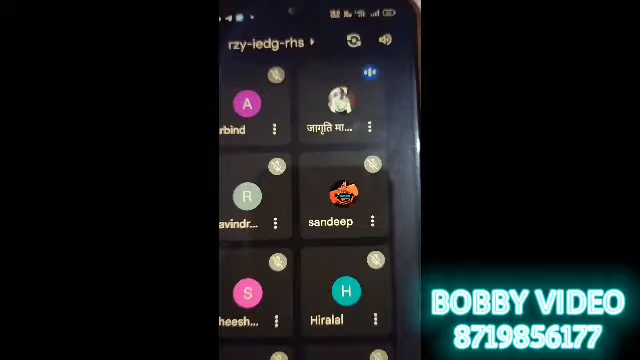 rzy-iedg-rhs
A
rbind
जागृति मा...
R
avindr...
sandeep
S
heesh...
H
Hiralal
BOBBY VIDEO
8719856177